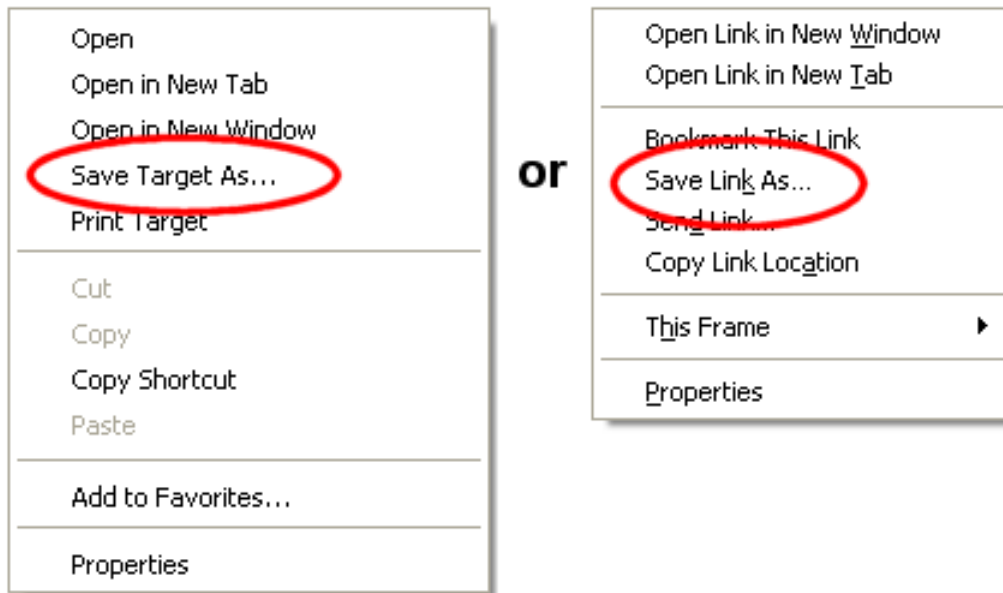 Open
Open in New Tab
Open in New Window
Save Target As...
Print Target
Cut
Copy
Copy Shortcut
Paste
Add to Favorites...
Properties
or
Open Link in New Window
Open Link in New Tab
Bookmark This Link
Save Link As...
Send Link...
Copy Link Location
This Frame
Properties